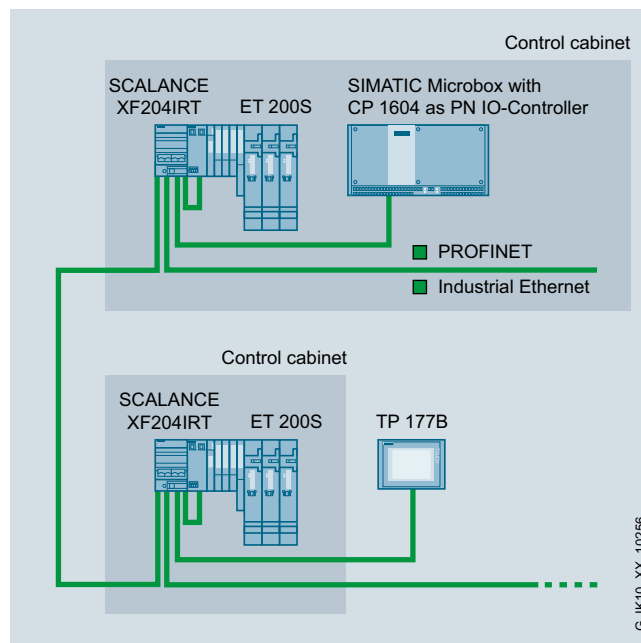 Control cabinet
SCALANCE
XF204IRT
ET 200S
SIMATIC Microbox with
CP 1604 as PN IO-Controller
PROFINET
Industrial Ethernet
Control cabinet
SCALANCE
XF204IRT
ET 200S
TP 177B
G_IK10_XX_10256